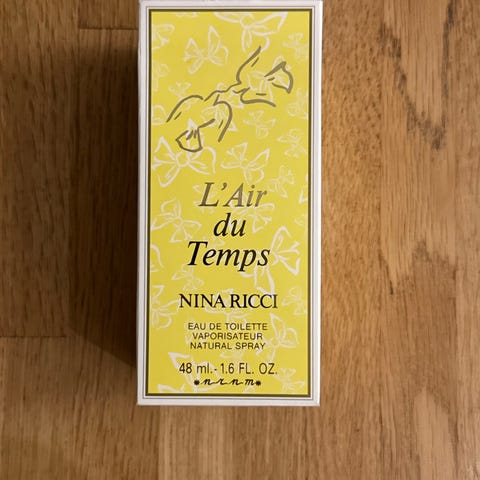 L'Air
du
Temps
NINA RICCI
EAU DE TOILETTE
VAPORISATEUR
NATURAL SPRAY
48 ml.-1.6 FL. OZ.